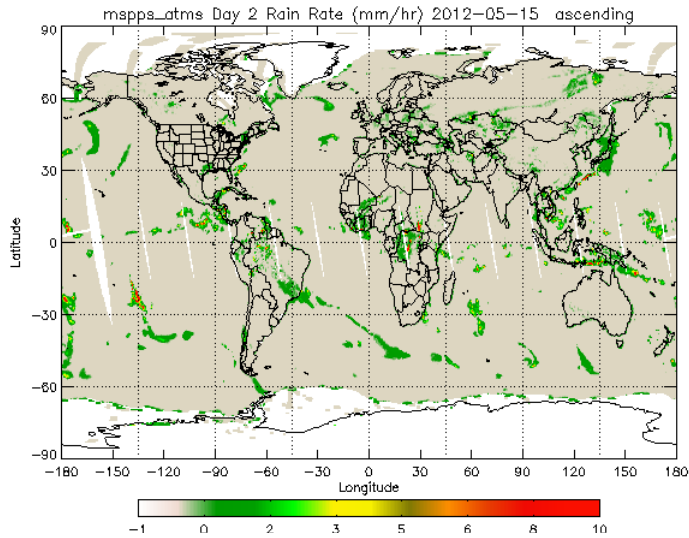 mspps_atms Day 2 Rain Rate (mm/hr) 2012-05-15 ascending
90
60
30
0
-30
-60
-90
Latitude
-180 -150 -120 -90 -60 -30 0 30 60 90 120 150 180
Longitude
-1 0 2 3 5 6 8 10